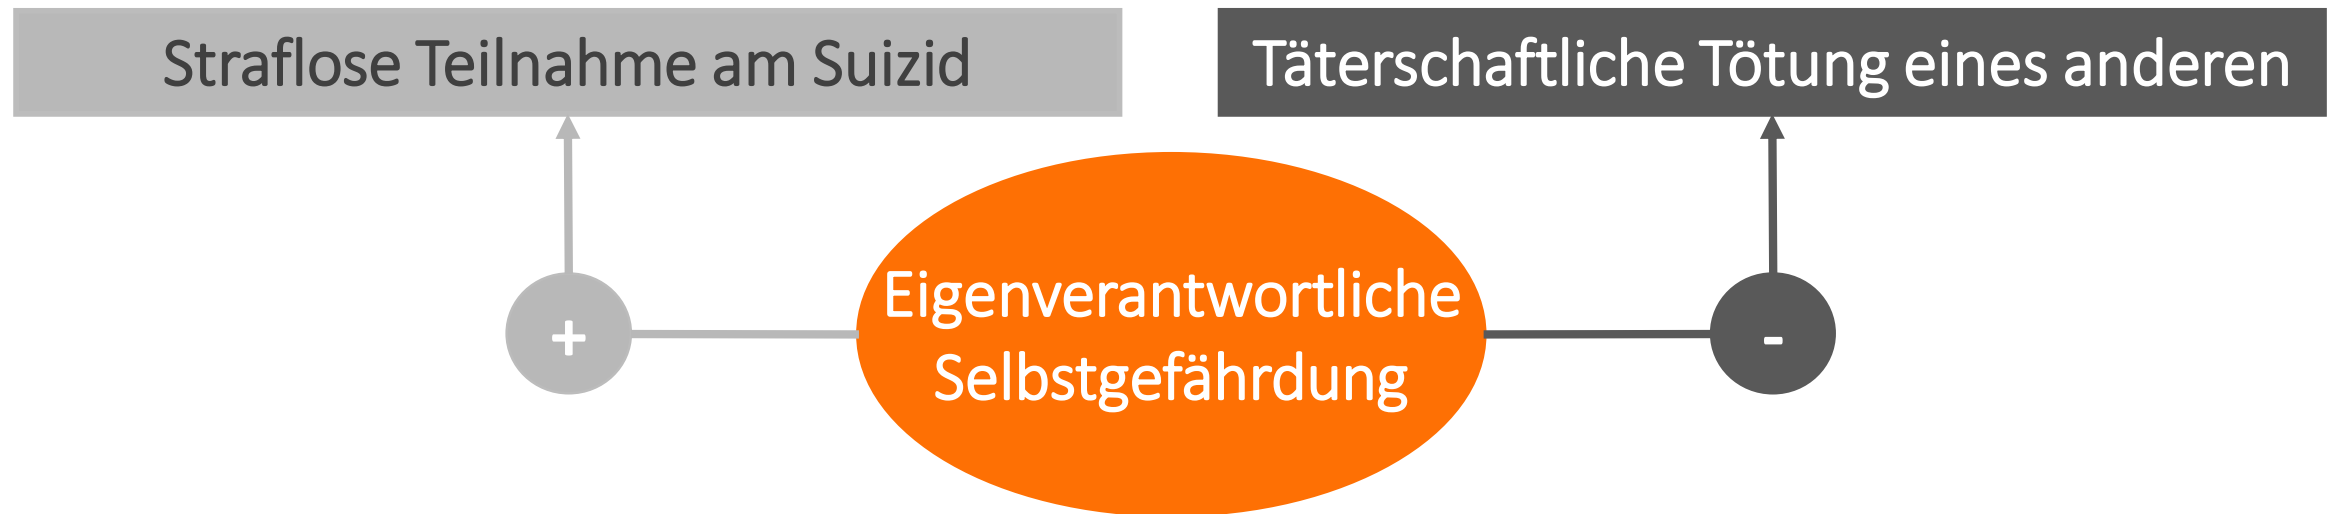 Straflose Teilnahme am Suizid
Täterschaftliche Tötung eines anderen
+
Eigenverantwortliche
Selbstgefährdung
-